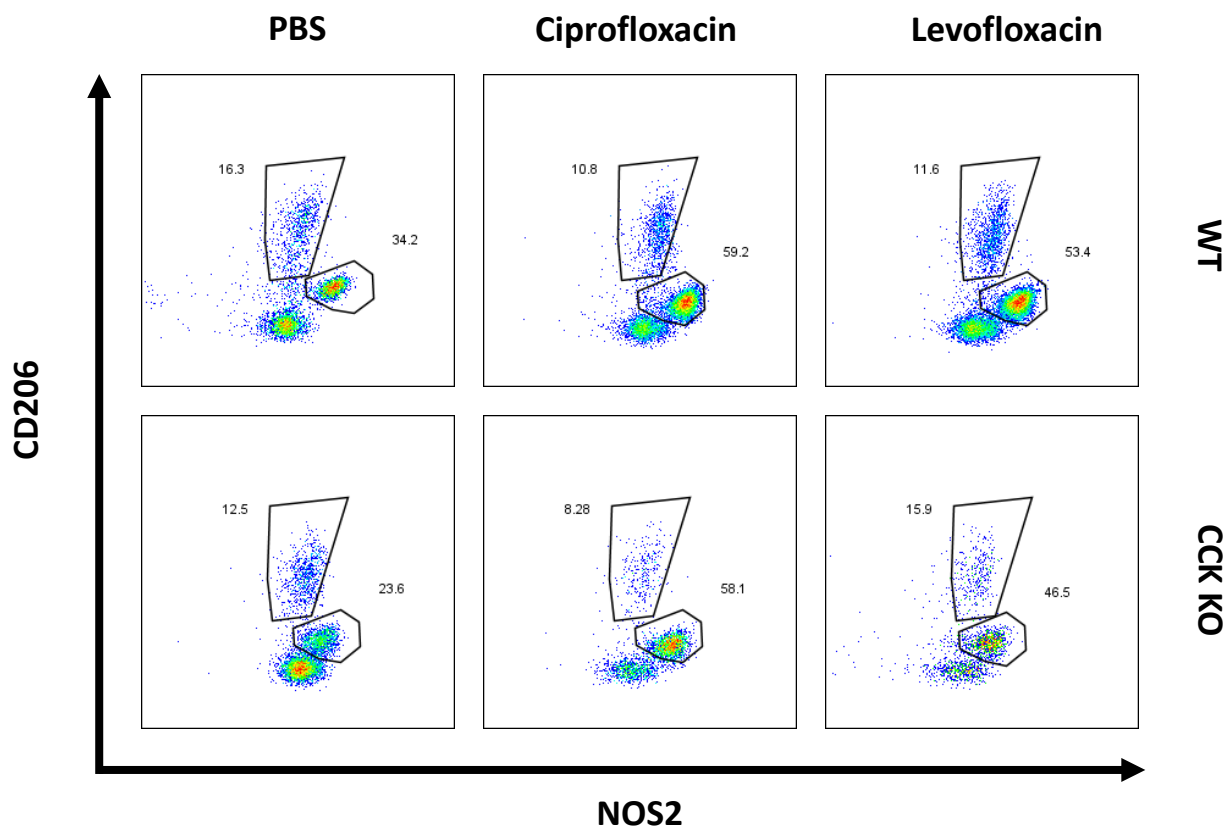 PBS
Ciprofloxacin
Levofloxacin
16.3
34.2
10.8
59.2
11.6
53.4
WT
CD206
12.5
23.6
8.28
58.1
15.9
46.5
CCK KO
NOS2